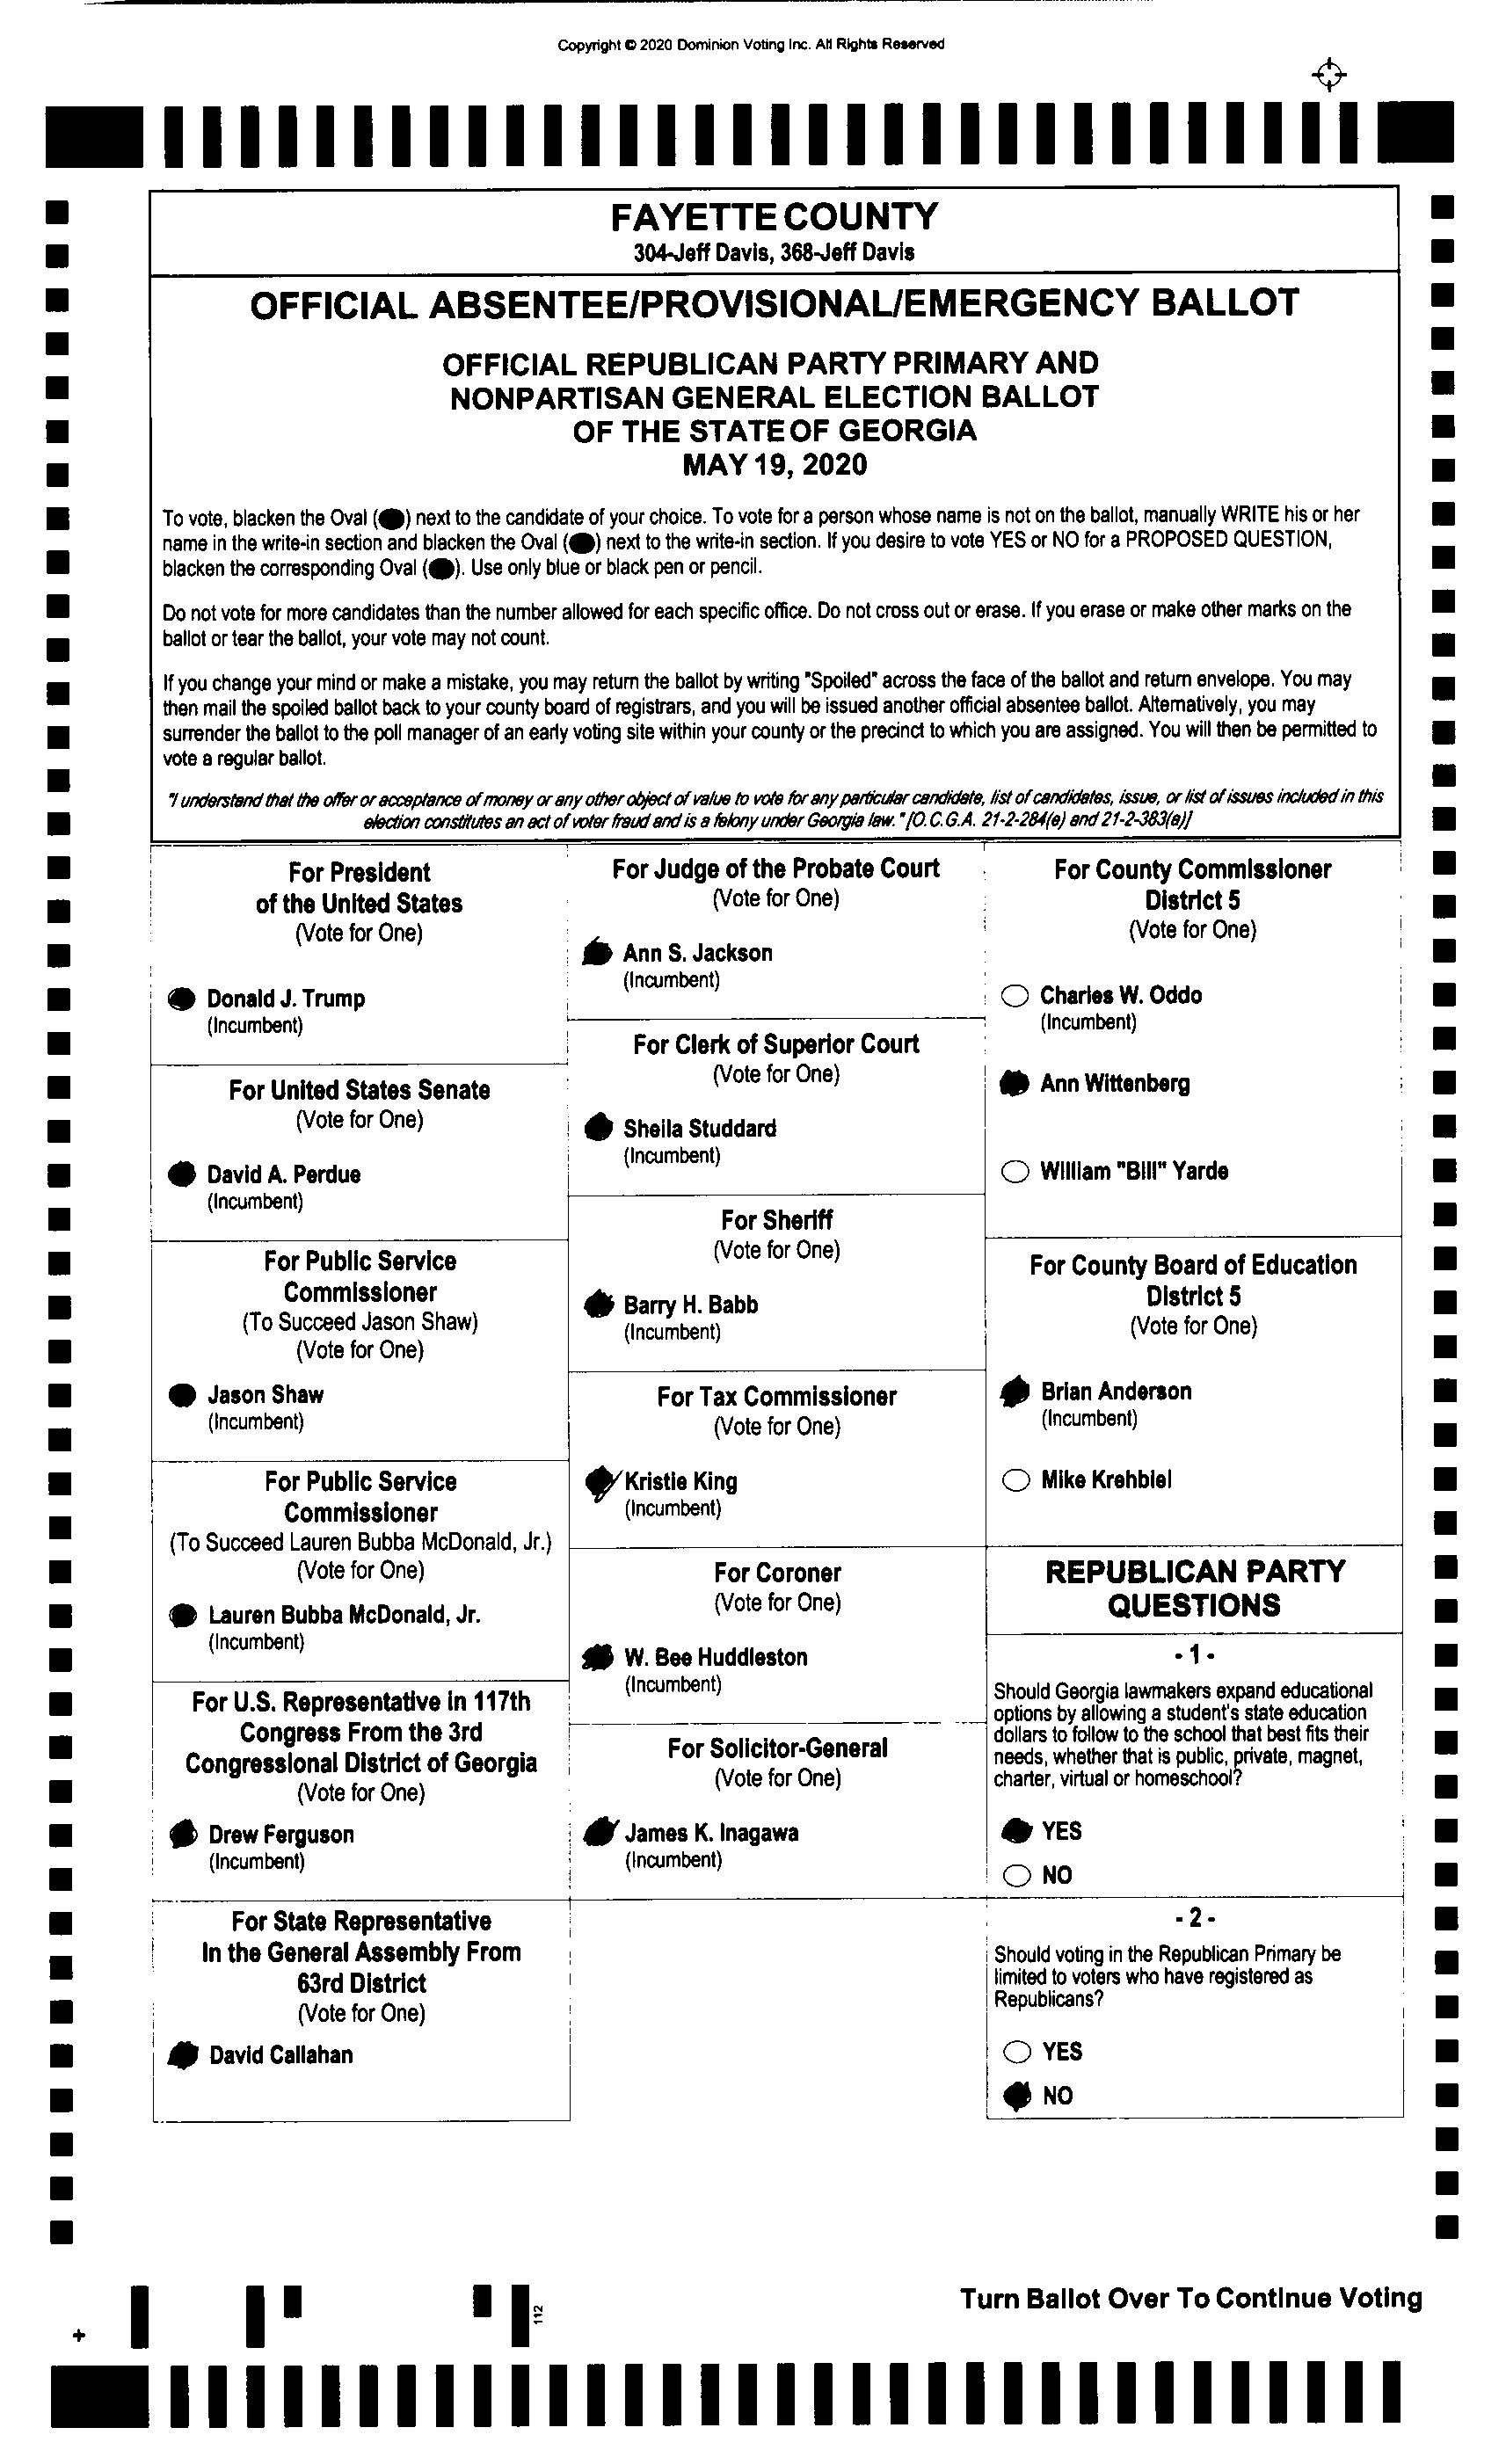 Copyright © 2020 Dominion Voting Inc. All Rights Reserved
FAYETTE COUNTY
304-Jeff Davis, 368-Jeff Davis
OFFICIAL ABSENTEE/PROVISIONAL/EMERGENCY BALLOT
OFFICIAL REPUBLICAN PARTY PRIMARY AND
NONPARTISAN GENERAL ELECTION BALLOT
OF THE STATE OF GEORGIA
MAY 19, 2020
To vote, blacken the Oval (●) next to the candidate of your choice. To vote for a person whose name is not on the ballot, manually WRITE his or her
name in the write-in section and blacken the Oval (●) next to the write-in section. If you desire to vote YES or NO for a PROPOSED QUESTION,
blacken the corresponding Oval (●). Use only blue or black pen or pencil.
Do not vote for more candidates than the number allowed for each specific office. Do not cross out or erase. If you erase or make other marks on the
ballot or tear the ballot, your vote may not count.
If you change your mind or make a mistake, you may return the ballot by writing "Spoiled" across the face of the ballot and return envelope. You may
then mail the spoiled ballot back to your county board of registrars, and you will be issued another official absentee ballot. Alternatively, you may
surrender the ballot to the poll manager of an early voting site within your county or the precinct to which you are assigned. You will then be permitted to
vote a regular ballot.
"I understand that the offer or acceptance of money or any other object of value to vote for any particular candidate, list of candidates, issue, or list of issues included in this
election constitutes an act of voter fraud and is a felony under Georgia law." [O.C.G.A. 21-2-284(e) and 21-2-383(a)]
For President
of the United States
(Vote for One)
Donald J. Trump
(Incumbent)
For United States Senate
(Vote for One)
David A. Perdue
(Incumbent)
For Public Service
Commissioner
(To Succeed Jason Shaw)
(Vote for One)
Jason Shaw
(Incumbent)
For Public Service
Commissioner
(To Succeed Lauren Bubba McDonald, Jr.)
(Vote for One)
Lauren Bubba McDonald, Jr.
(Incumbent)
For U.S. Representative in 117th
Congress From the 3rd
Congressional District of Georgia
(Vote for One)
Drew Ferguson
(Incumbent)
For State Representative
In the General Assembly From
63rd District
(Vote for One)
David Callahan
For Judge of the Probate Court
(Vote for One)
Ann S. Jackson
(Incumbent)
For Clerk of Superior Court
(Vote for One)
Sheila Studdard
(Incumbent)
For Sheriff
(Vote for One)
Barry H. Babb
(Incumbent)
For Tax Commissioner
(Vote for One)
Kristie King
(Incumbent)
For Coroner
(Vote for One)
W. Bee Huddleston
(Incumbent)
For Solicitor-General
(Vote for One)
James K. Inagawa
(Incumbent)
For County Commissioner
District 5
(Vote for One)
Charles W. Oddo
(Incumbent)
Ann Wittenberg
William "Bill" Yarde
For County Board of Education
District 5
(Vote for One)
Brian Anderson
(Incumbent)
Mike Krehbiel
REPUBLICAN PARTY
QUESTIONS
- 1 -
Should Georgia lawmakers expand educational
options by allowing a student's state education
dollars to follow to the school that best fits their
needs, whether that is public, private, magnet,
charter, virtual or homeschool?
YES
NO
- 2 -
Should voting in the Republican Primary be
limited to voters who have registered as
Republicans?
YES
NO
Turn Ballot Over To Continue Voting
112
+